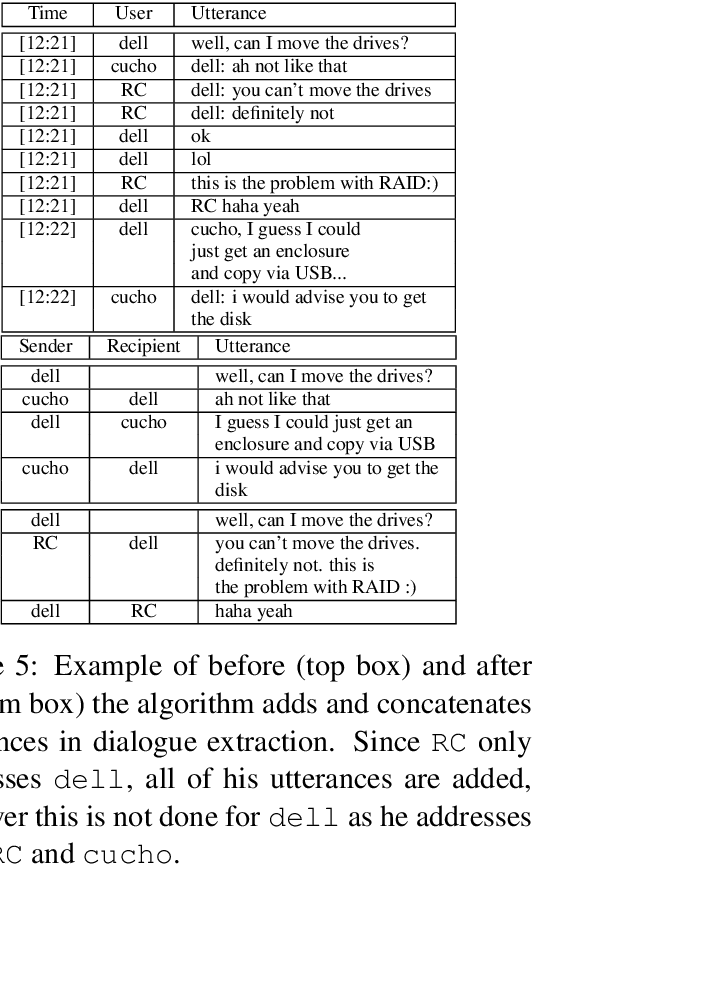 Time User Utterance
[12:21] dell well, can I move the drives?
[12:21] cucho dell: ah not like that
[12:21] RC dell: you can't move the drives
[12:21] RC dell: definitely not
[12:21] dell ok
[12:21] dell lol
[12:21] RC this is the problem with RAID:)
[12:21] dell RC haha yeah
[12:22] dell cucho, I guess I could
just get an enclosure
and copy via USB...
[12:22] cucho dell: i would advise you to get
the disk
Sender Recipient Utterance
dell well, can I move the drives?
cucho dell ah not like that
dell cucho I guess I could just get an
enclosure and copy via USB
cucho dell i would advise you to get the
disk
dell well, can I move the drives?
RC dell you can't move the drives.
definitely not. this is
the problem with RAID :)
dell RC haha yeah
5: Example of before (top box) and after
box) the algorithm adds and concatenates
in dialogue extraction. Since RC only
dell, all of his utterances are added,
this is not done for dell as he addresses
RC and cucho.